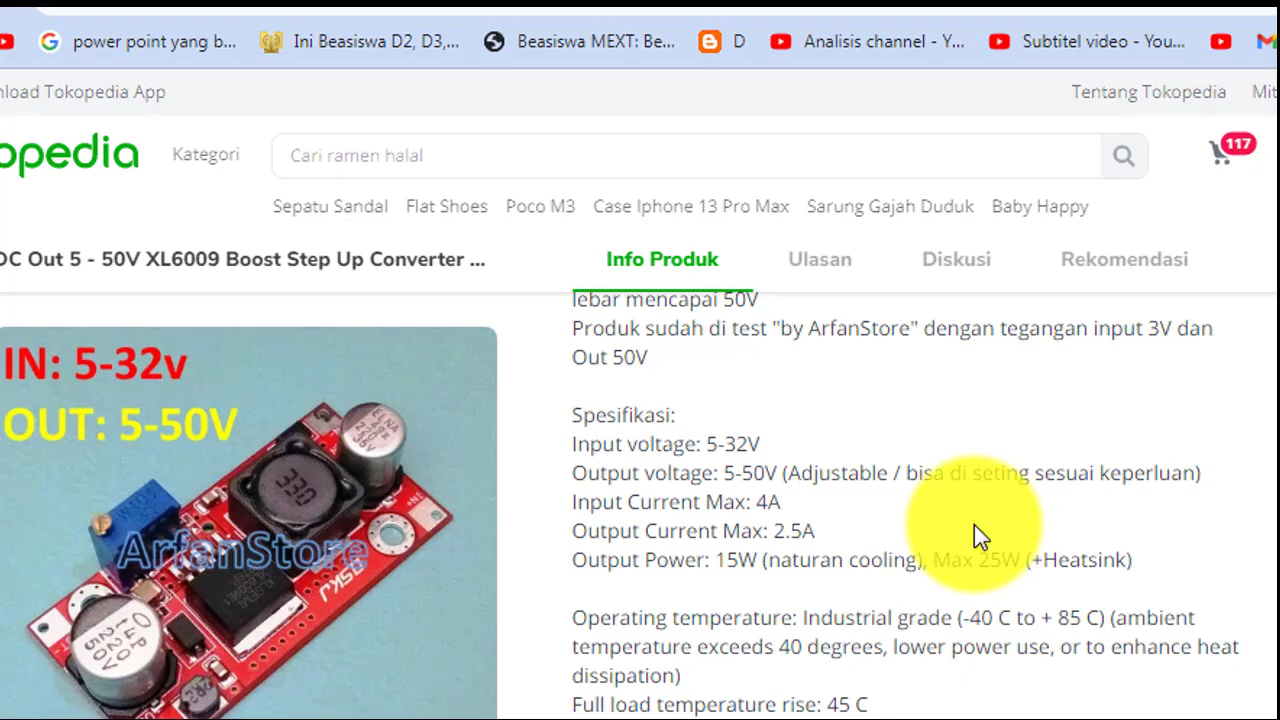 power point yang b...
Ini Beasiswa D2, D3,...
Beasiswa MEXT: Be...
D
Analisis channel - Y...
Subtitel video - You...
nload Tokopedia App
Tentang Tokopedia
Mit
opedia
Kategori
Cari ramen halal
117
Sepatu Sandal
Flat Shoes
Poco M3
Case Iphone 13 Pro Max
Sarung Gajah Duduk
Baby Happy
DC Out 5 - 50V XL6009 Boost Step Up Converter ...
Info Produk
Ulasan
Diskusi
Rekomendasi
IN: 5-32v
OUT: 5-50V
330
W103
ArfanStore
lebar mencapai 50V
Produk sudah di test "by ArfanStore" dengan tegangan input 3V dan
Out 50V
Spesifikasi:
Input voltage: 5-32V
Output voltage: 5-50V (Adjustable / bisa di seting sesuai keperluan)
Input Current Max: 4A
Output Current Max: 2.5A
Output Power: 15W (naturan cooling), Max 25W (+Heatsink)
Operating temperature: Industrial grade (-40 C to + 85 C) (ambient
temperature exceeds 40 degrees, lower power use, or to enhance heat
dissipation)
Full load temperature rise: 45 C